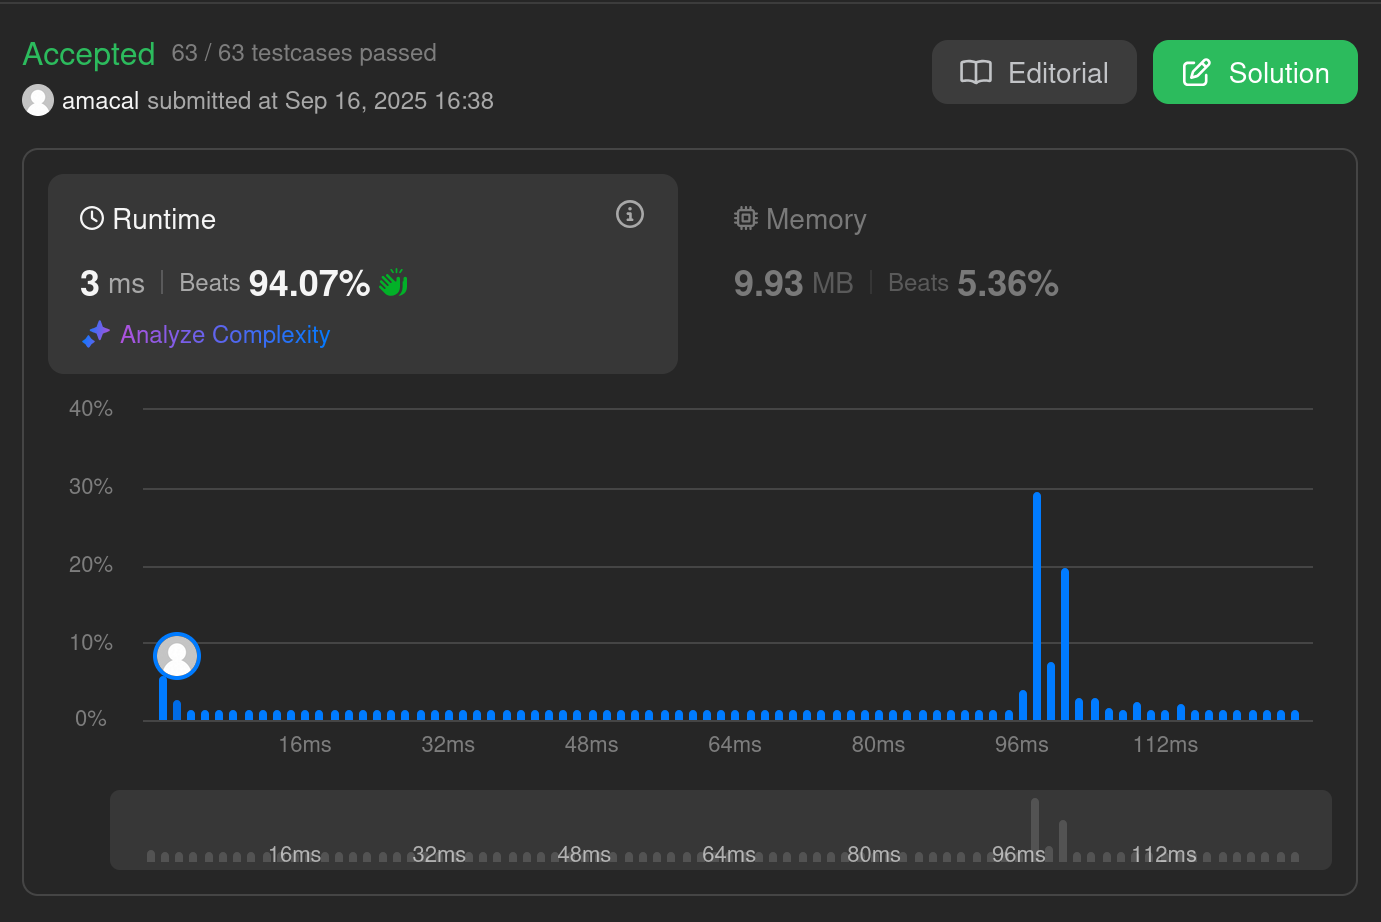 Accepted 63 / 63 testcases passed
amacal submitted at Sep 16, 2025 16:38
Editorial
Solution
Runtime
3 ms | Beats 94.07%
Analyze Complexity
Memory
9.93 MB | Beats 5.36%
40%
30%
20%
10%
0%
16ms 32ms 48ms 64ms 80ms 96ms 112ms
16ms 32ms 48ms 64ms 80ms 96ms 112ms